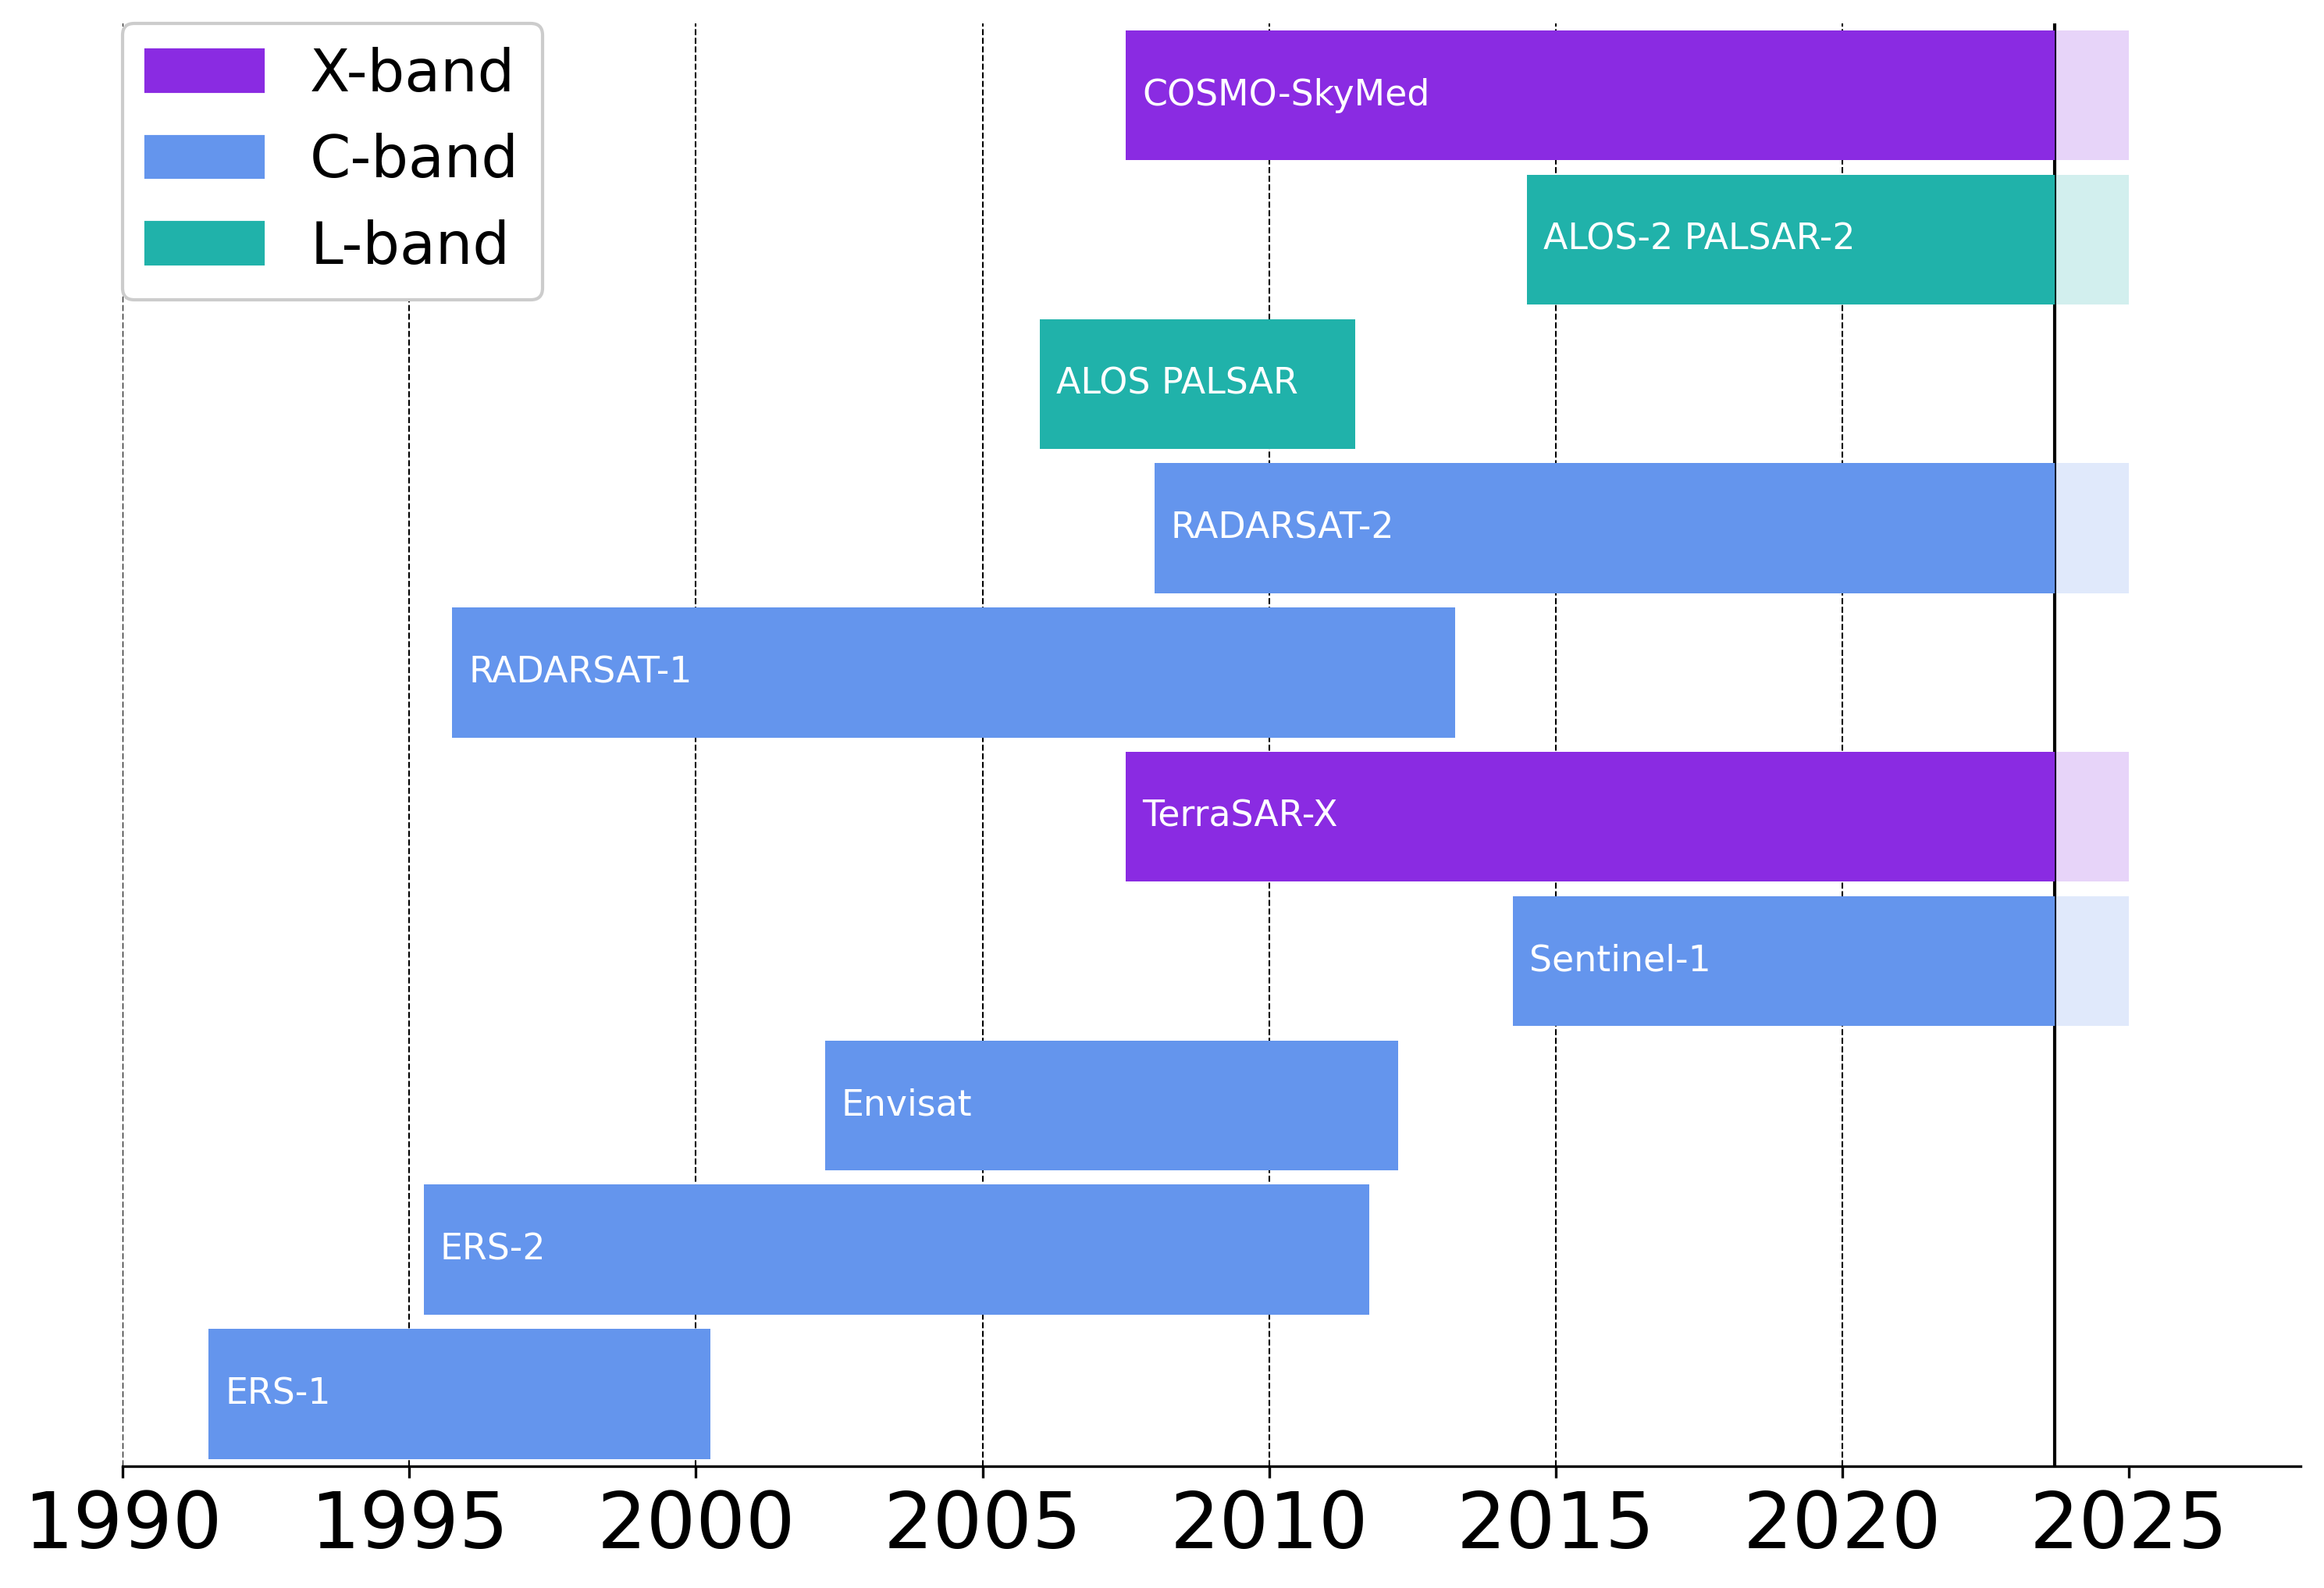 X-band
C-band
L-band
COSMO-SkyMed
ALOS-2 PALSAR-2
ALOS PALSAR
RADARSAT-2
RADARSAT-1
TerraSAR-X
Sentinel-1
Envisat
ERS-2
ERS-1
1990 1995 2000 2005 2010 2015 2020 2025